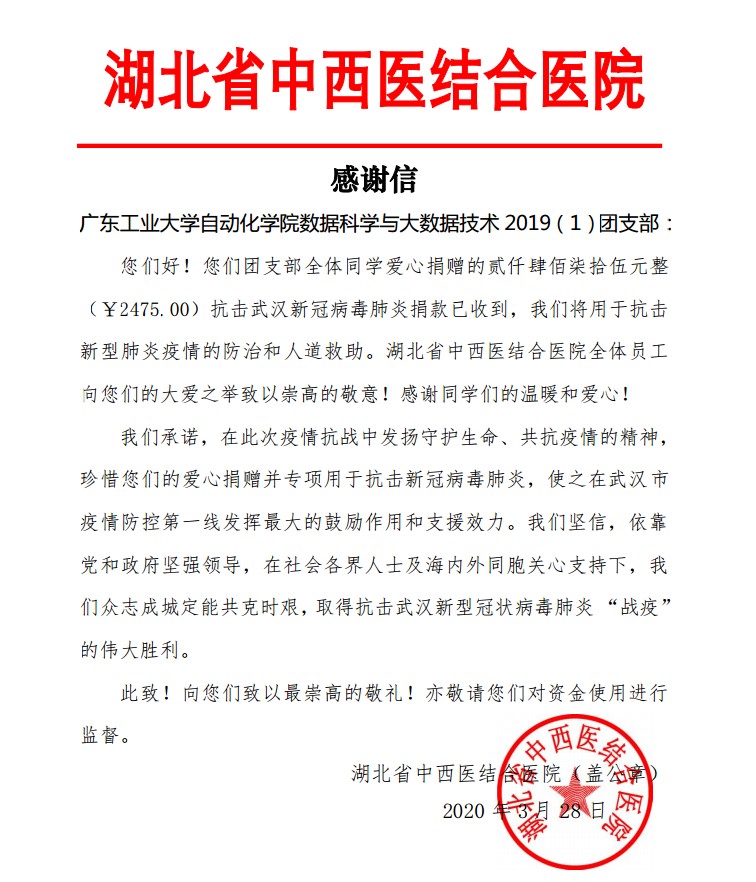 湖北省中西医结合医院
感谢信
广东工业大学自动化学院数据科学与大数据技术 2019（1）团支部：
您们好！您们团支部全体同学爱心捐赠的贰仟肆佰柒拾伍元整
（￥2475.00）抗击武汉新冠病毒肺炎捐款已收到，我们将用于抗击
新型肺炎疫情的防治和人道救助。湖北省中西医结合医院全体员工
向您们的大爱之举致以崇高的敬意！感谢同学们的温暖和爱心！
我们承诺，在此次疫情抗战中发扬守护生命、共抗疫情的精神，
珍惜您们的爱心捐赠并专项用于抗击新冠病毒肺炎，使之在武汉市
疫情防控第一线发挥最大的鼓励作用和支援效力。我们坚信，依靠
党和政府坚强领导，在社会各界人士及海内外同胞关心支持下，我
们众志成城定能共克时艰，取得抗击武汉新型冠状病毒肺炎“战疫”
的伟大胜利。
此致！向您们致以最崇高的敬礼！亦敬请您们对资金使用进行
监督。
湖北省中西医结合医院（盖公章）
2020 年 3月 28 日
湖北省中西医结合医院